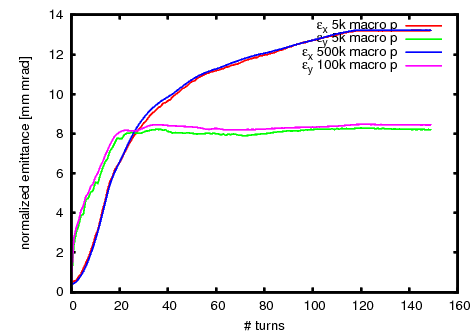 14
12
10
8
6
4
2
0
normalized emittance [mm mrad]
εx 5k macro p
εy 5k macro p
εx 500k macro p
εy 100k macro p
0 20 40 60 80 100 120 140 160
# turns